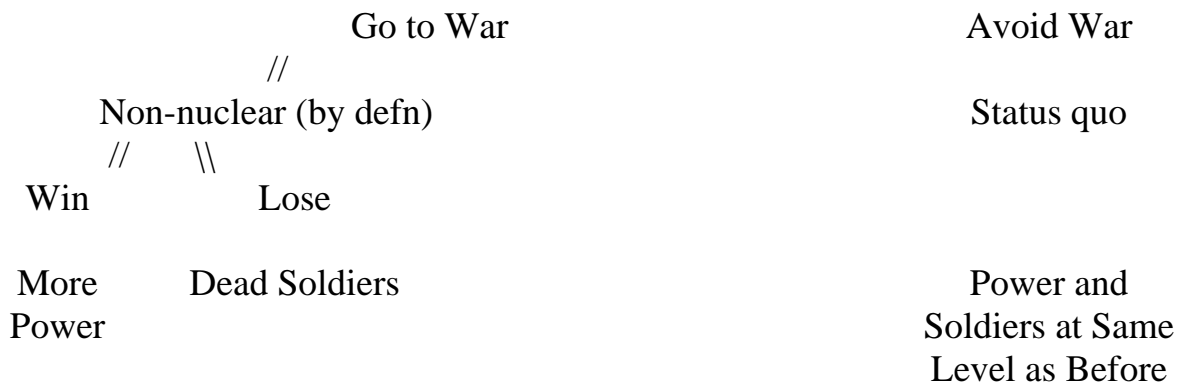 Go to War Avoid War
//
Non-nuclear (by defn) Status quo
// \\
Win Lose
More Dead Soldiers Power and
Power Soldiers at Same
Level as Before